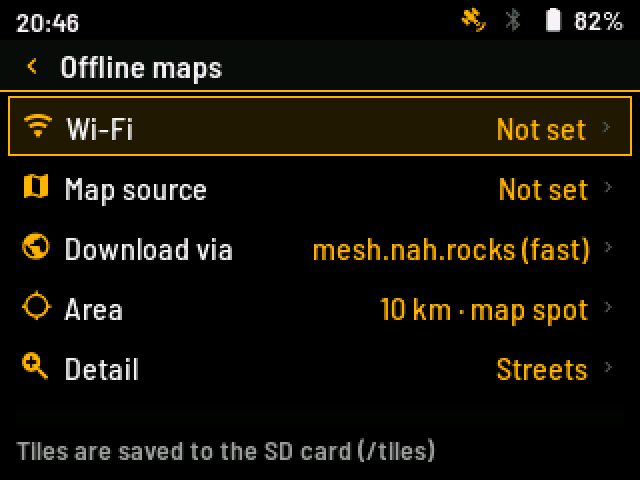 20:46 82%
Offline maps
Wi-Fi Not set
Map source Not set
Download via mesh.nah.rocks (fast)
Area 10 km · map spot
Detail Streets
Tiles are saved to the SD card (/tiles)